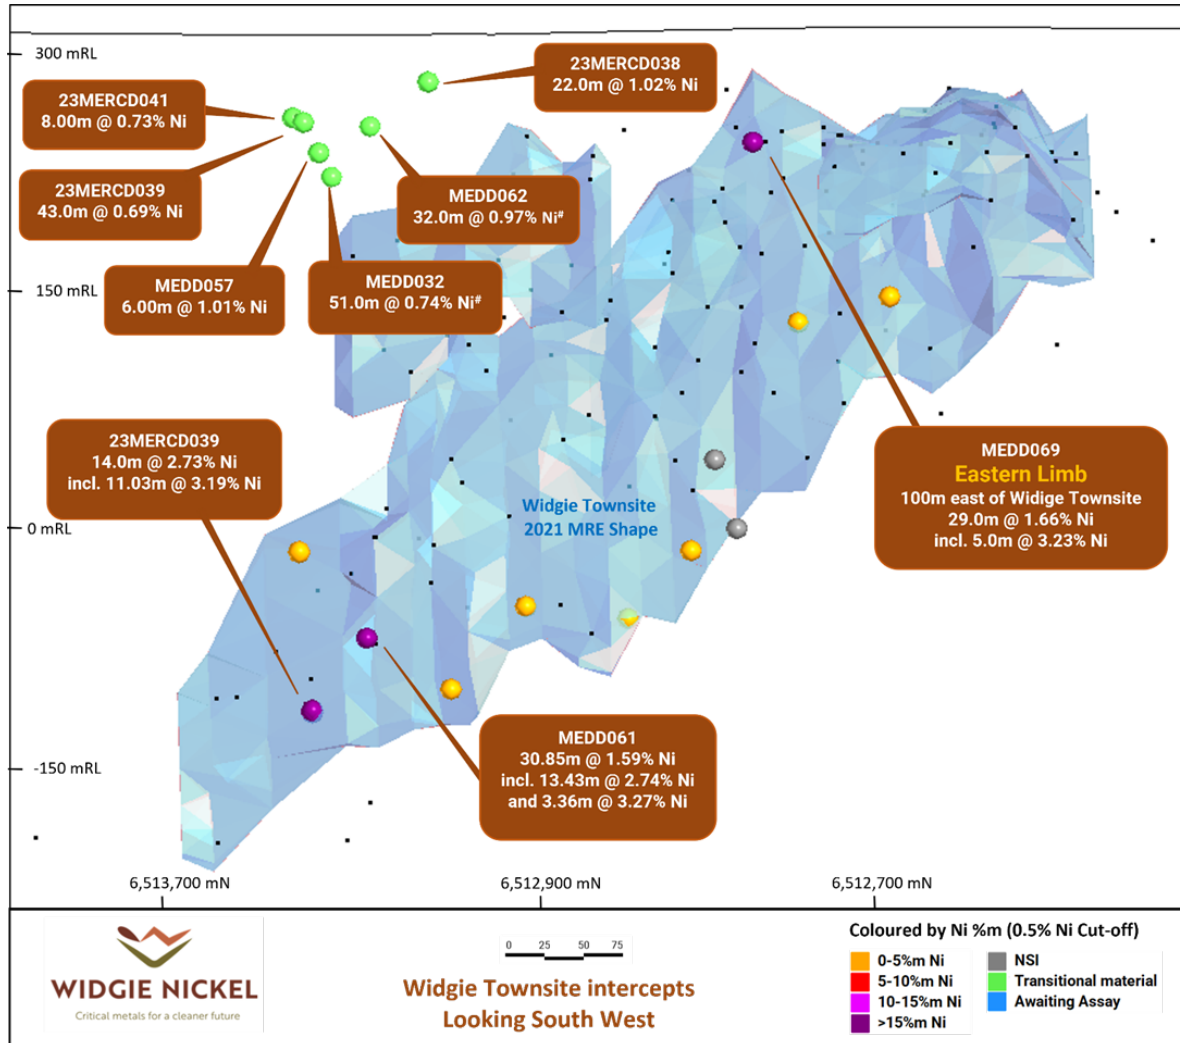 300 mRL
23MERCD038
22.0m @ 1.02% Ni
23MERCD041
8.00m @ 0.73% Ni
23MERCD039
43.0m @ 0.69% Ni
MEDD062
32.0m @ 0.97% Ni#
MEDD057
6.00m @ 1.01% Ni
MEDD032
51.0m @ 0.74% Ni#
150 mRL
23MERCD039
14.0m @ 2.73% Ni
incl. 11.03m @ 3.19% Ni
MEDD069
Eastern Limb
100m east of Widige Townsite
29.0m @ 1.66% Ni
incl. 5.0m @ 3.23% Ni
Widgie Townsite
2021 MRE Shape
0 mRL
MEDD061
30.85m @ 1.59% Ni
incl. 13.43m @ 2.74% Ni
and 3.36m @ 3.27% Ni
-150 mRL
6,513,700 mN
6,512,900 mN
6,512,700 mN
WIDGIE NICKEL
Critical metals for a cleaner future
0 25 50 75
Widgie Townsite intercepts
Looking South West
Coloured by Ni %m (0.5% Ni Cut-off)
0-5%m Ni
5-10%m Ni
10-15%m Ni
>15%m Ni
NSI
Transitional material
Awaiting Assay